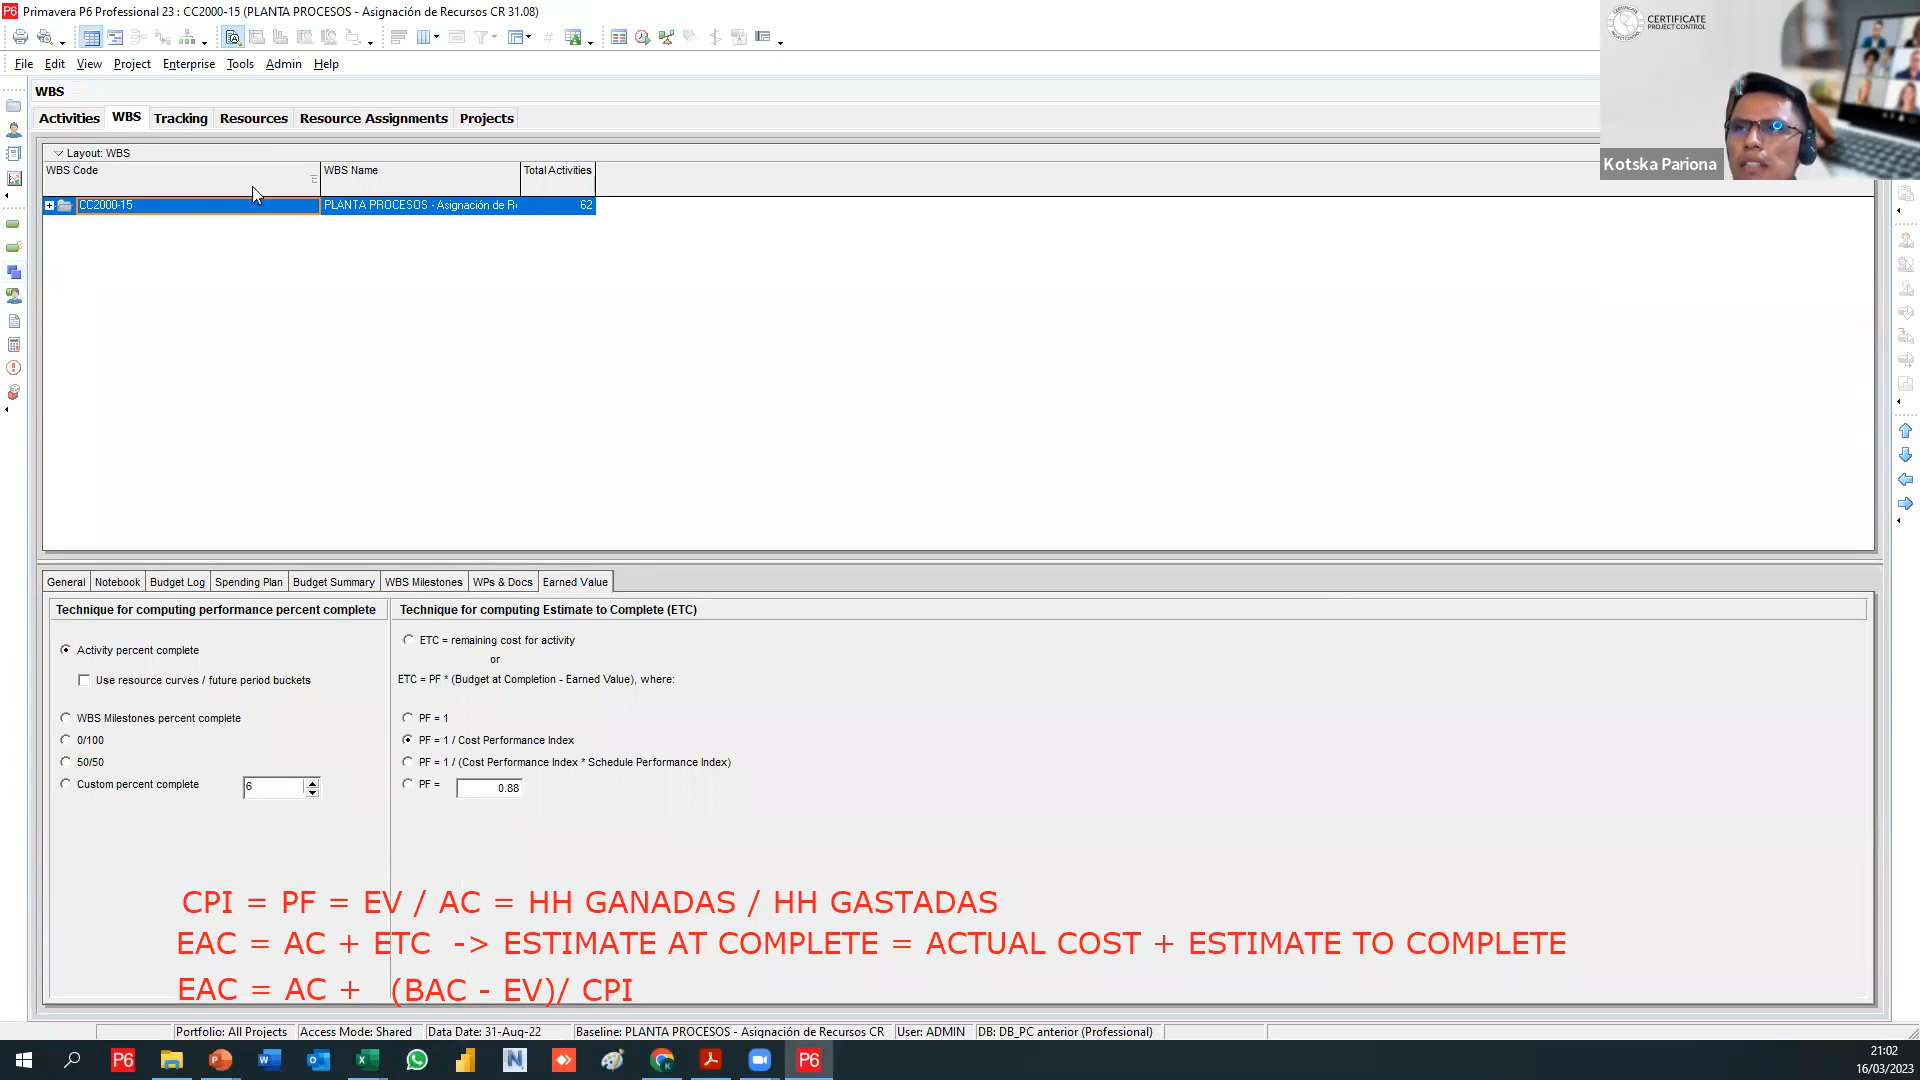 Primavera P6 Professional 23 : CC2000-15 (PLANTA PROCESOS - Asignación de Recursos CR 31.08)
CERTIFICATE
PROJECT CONTROL
File Edit View Project Enterprise Tools Admin Help
WBS
Activities WBS Tracking Resources Resource Assignments Projects
Layout: WBS
Kotska Pariona
WBS Code WBS Name Total Activities
CC2000-15 PLANTA PROCESOS - Asignación de R 62
General Notebook Budget Log Spending Plan Budget Summary WBS Milestones WPs & Docs Earned Value
Technique for computing performance percent complete
Activity percent complete
Use resource curves / future period buckets
WBS Milestones percent complete
0/100
50/50
Custom percent complete 6
Technique for computing Estimate to Complete (ETC)
ETC = remaining cost for activity
or
ETC = PF * (Budget at Completion - Earned Value), where:
PF = 1
PF = 1 / Cost Performance Index
PF = 1 / (Cost Performance Index * Schedule Performance Index)
PF = 0.88
CPI = PF = EV / AC = HH GANADAS / HH GASTADAS
EAC = AC + ETC -> ESTIMATE AT COMPLETE = ACTUAL COST + ESTIMATE TO COMPLETE
EAC = AC + (BAC - EV)/ CPI
Portfolio: All Projects Access Mode: Shared Data Date: 31-Aug-22 Baseline: PLANTA PROCESOS - Asignación de Recursos CR User: ADMIN DB: DB_PC anterior (Professional)
P6 P6
21:02
16/03/2023